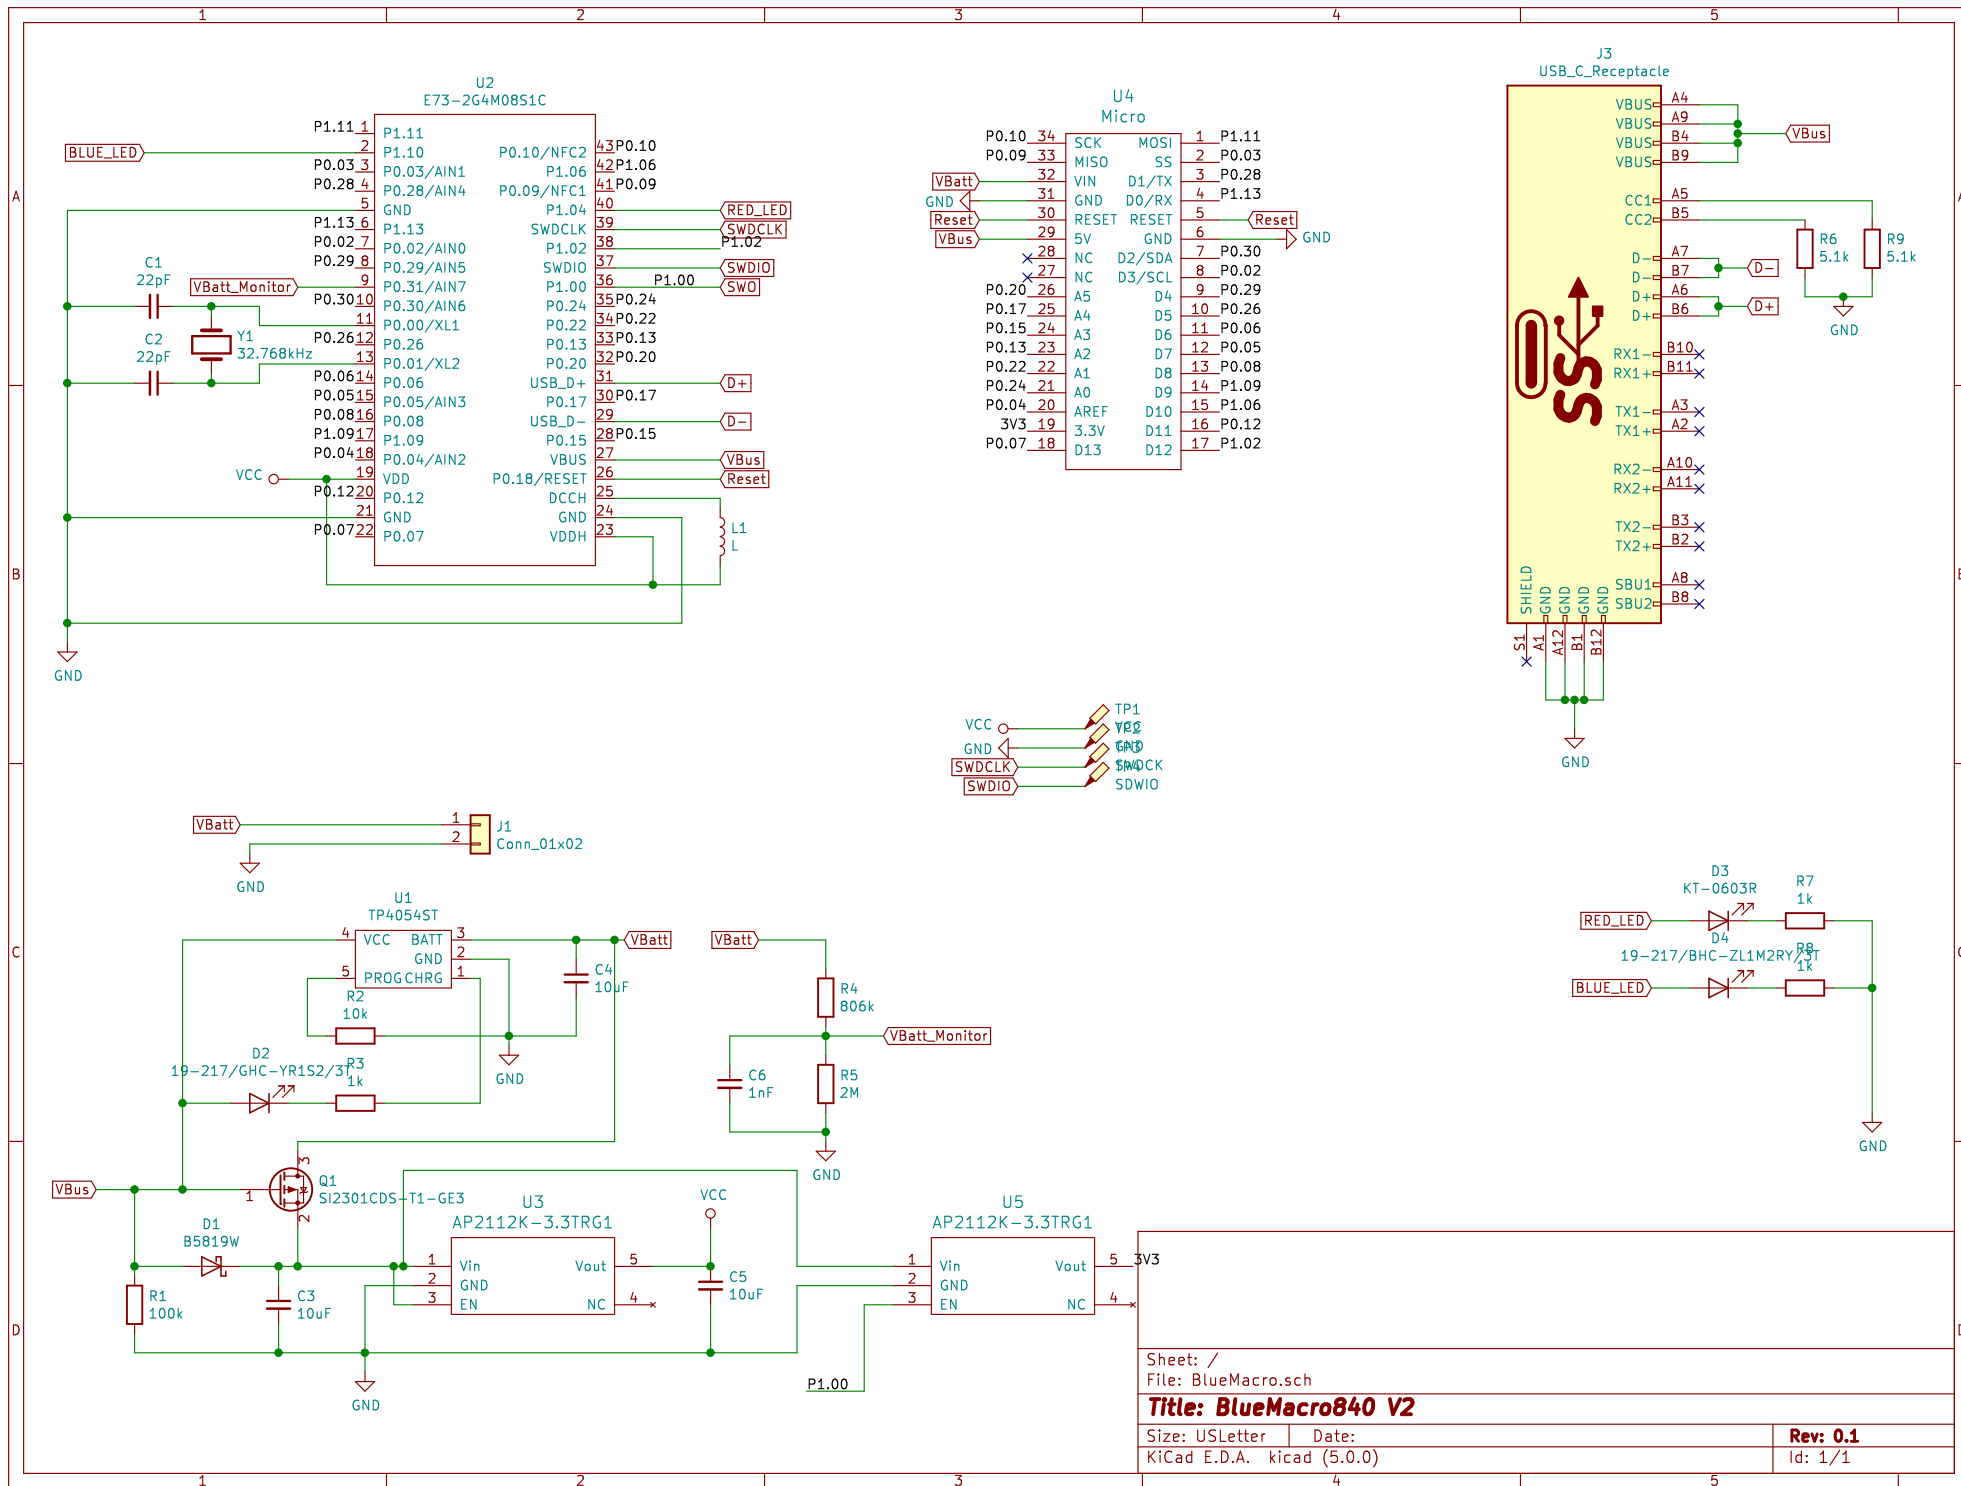 1 2 3 4 5
A
B
C
D
U2
E73-2G4M08S1C
P1.11 1 P1.11
BLUE_LED 2 P1.10
P0.03 3 P0.03/AIN1
P0.28 4 P0.28/AIN4
5 GND
P1.13 6 P1.13
P0.02 7 P0.02/AIN0
P0.29 8 P0.29/AIN5
VBatt_Monitor 9 P0.31/AIN7
P0.30 10 P0.30/AIN6
11 P0.00/XL1
P0.26 12 P0.26
13 P0.01/XL2
P0.06 14 P0.06
P0.05 15 P0.05/AIN3
P0.08 16 P0.08
P1.09 17 P1.09
P0.04 18 P0.04/AIN2
VCC 19 VDD
P0.12 20 P0.12
21 GND
P0.07 22 P0.07
P0.10/NFC2 43 P0.10
P1.06 42 P1.06
P0.09/NFC1 41 P0.09
P1.04 40 RED_LED
SWDCLK 39 SWDCLK
P1.02 38 P1.02
SWDIO 37 SWDIO
P1.00 36 P1.00 SWO
P0.24 35 P0.24
P0.22 34 P0.22
P0.13 33 P0.13
P0.20 32 P0.20
USB_D+ 31 D+
P0.17 30 P0.17
USB_D- 29 D-
P0.15 28 P0.15
VBUS 27 VBus
P0.18/RESET 26 Reset
DCCH 25
GND 24
VDDH 23
L1
L
C1
22pF
C2
22pF
Y1
32.768kHz
GND
U4
Micro
P0.10 34 SCK
P0.09 33 MISO
VBatt 32 VIN
GND 31 GND
Reset 30 RESET
VBus 29 5V
28 NC
27 NC
P0.20 26 A5
P0.17 25 A4
P0.15 24 A3
P0.13 23 A2
P0.22 22 A1
P0.24 21 A0
P0.04 20 AREF
3V3 19 3.3V
P0.07 18 D13
MOSI 1 P1.11
SS 2 P0.03
D1/TX 3 P0.28
D0/RX 4 P1.13
RESET 5 Reset
GND 6 GND
D2/SDA 7 P0.30
D3/SCL 8 P0.02
D4 9 P0.29
D5 10 P0.26
D6 11 P0.06
D7 12 P0.05
D8 13 P0.08
D9 14 P1.09
D10 15 P1.06
D11 16 P0.12
D12 17 P1.02
J3
USB_C_Receptacle
VBUS A4
VBUS A9
VBUS B4
VBUS B9
VBus
CC1 A5
CC2 B5
D- A7
D- B7
D-
D+ A6
D+ B6
D+
RX1- B10
RX1+ B11
TX1- A3
TX1+ A2
RX2- A10
RX2+ A11
TX2- B3
TX2+ B2
SBU1 A8
SBU2 B8
SHIELD GND GND GND GND
S1 A1 A12 B1 B12
GND
SS
R6
5.1k
R9
5.1k
GND
VCC TP1
VCC
GND TP2
GND
SWDCLK TP3
SWDCK
SWDIO TP4
SDWIO
VBatt 1 J1
2 Conn_01x02
GND
U1
TP4054ST
4 VCC BATT 3 VBatt
GND 2
5 PROG CHRG 1
C4
10uF
R2
10k
GND
D2
19-217/GHC-YR1S2/3T
R3
1k
VBatt
R4
806k
VBatt_Monitor
C6
1nF
R5
2M
GND
D3
KT-0603R
R7
1k
RED_LED
D4
19-217/BHC-ZL1M2RY/3T
R8
1k
BLUE_LED
GND
VBus 1 3 2
Q1
SI2301CDS-T1-GE3
D1
B5819W
R1
100k
C3
10uF
GND
U3
AP2112K-3.3TRG1
1 Vin Vout 5
2 GND
3 EN NC 4
VCC
C5
10uF
U5
AP2112K-3.3TRG1
1 Vin Vout 5 3V3
2 GND
3 EN NC 4
P1.00
Sheet: /
File: BlueMacro.sch
Title: BlueMacro840 V2
Size: USLetter Date: Rev: 0.1
KiCad E.D.A. kicad (5.0.0) Id: 1/1
1 2 3 4 5